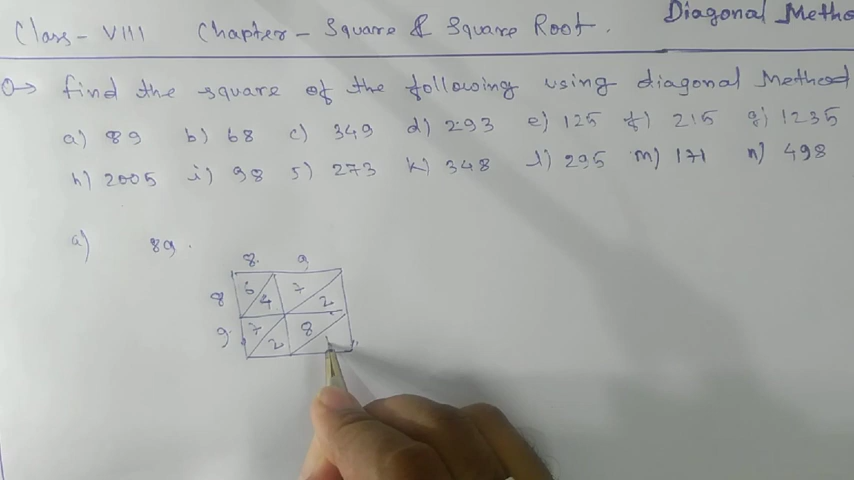 Class - VIII Chapter - Square & Square Root. Diagonal Metho
Q→ find the square of the following using diagonal Method
a) 89 b) 68 c) 349 d) 293 e) 125 f) 215 g) 1235
h) 2005 i) 98 j) 273 k) 348 l) 295 m) 171 n) 498
a) 89.
8 9
8 6 4 7 2
9 7 2 8 1